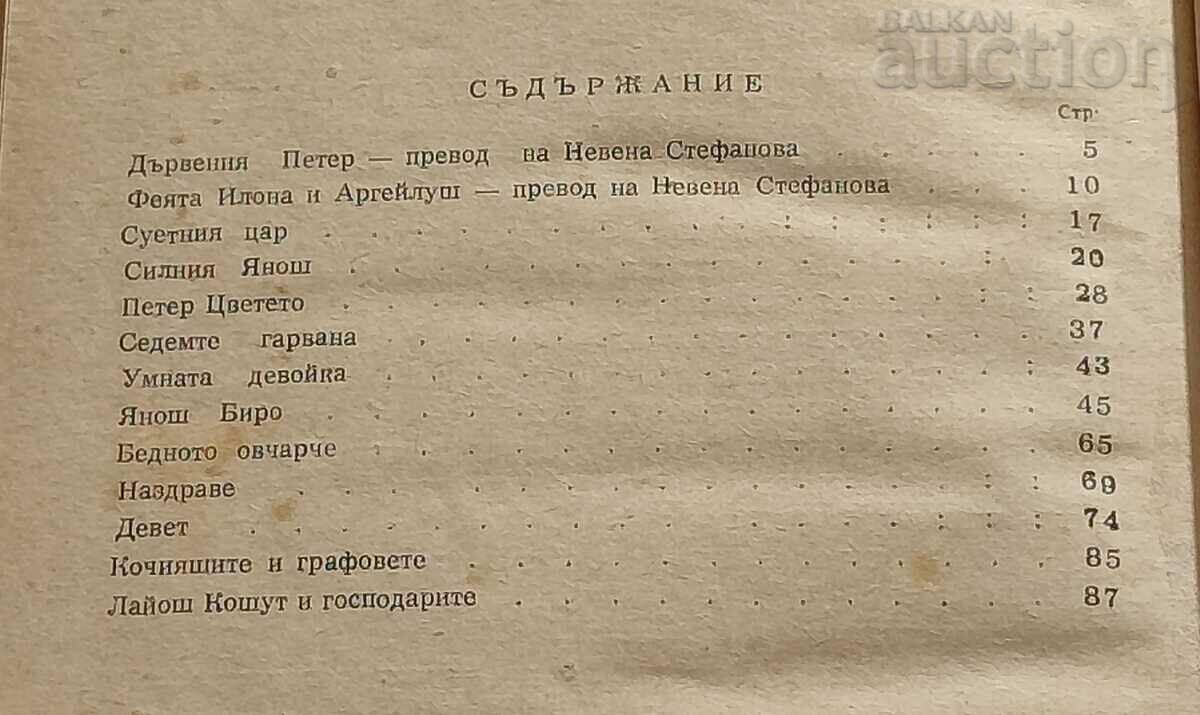 BALKAN
auction
СЪДЪРЖАНИЕ
Стр.
Дървения Петер — превод на Невена Стефанова . . . . . 5
Феята Илона и Аргейлуш — превод на Невена Стефанова . . . 10
Суетния цар . . . . . 17
Силния Янош . . . . . 20
Петер Цветето . . . . . 28
Седемте гарвана . . . . . 37
Умната девойка . . . . . 43
Янош Биро . . . . . 45
Бедното овчарче . . . . . 65
Наздраве . . . . . 69
Девет . . . . . 74
Кочиящите и графовете . . . . . 85
Лайош Кошут и господарите . . . . . 87